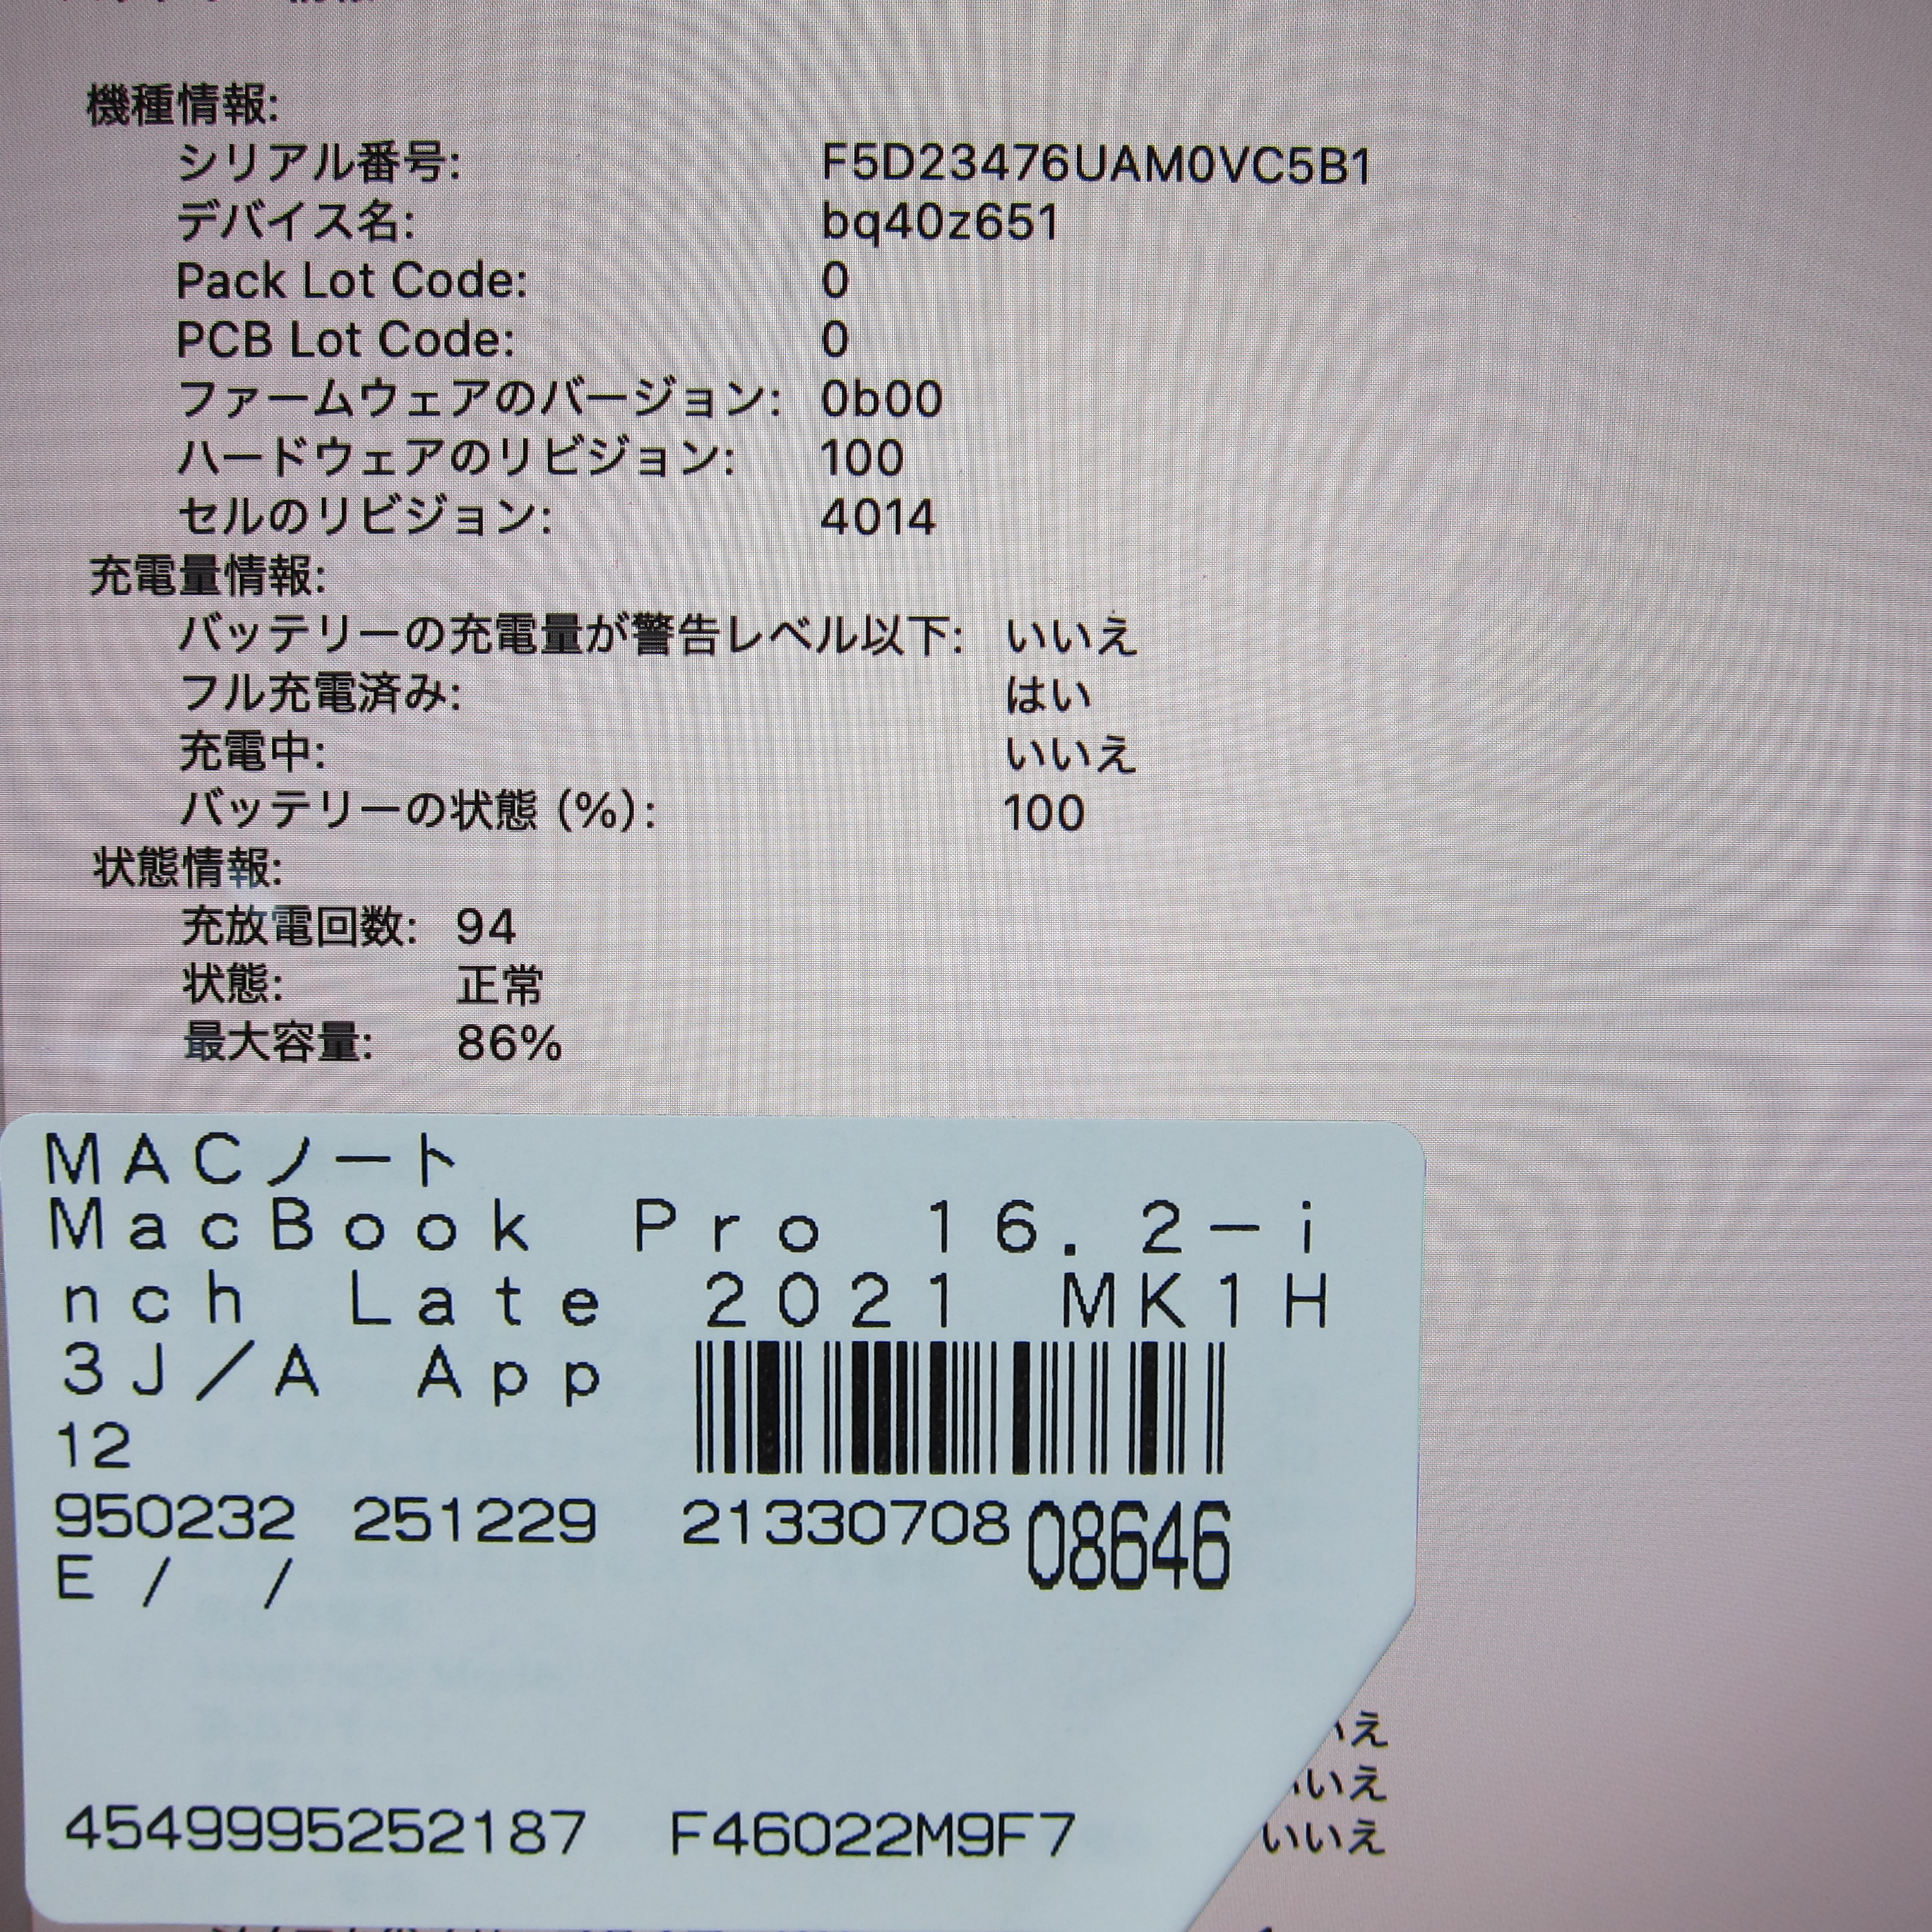 機種情報:
シリアル番号: F5D23476UAM0VC5B1
デバイス名: bq40z651
Pack Lot Code: 0
PCB Lot Code: 0
ファームウェアのバージョン: 0b00
ハードウェアのリビジョン: 100
セルのリビジョン: 4014
充電量情報:
バッテリーの充電量が警告レベル以下: いいえ
フル充電済み: はい
充電中: いいえ
バッテリーの状態 (%): 100
状態情報:
充放電回数: 94
状態: 正常
最大容量: 86%
MACノート
MacBook Pro 16.2-i
nch Late 2021 MK1H
3J/A App
12
950232 251229 21330708 08646
E / /
いえ
いいえ
4549995252187 F46022M9F7 いいえ